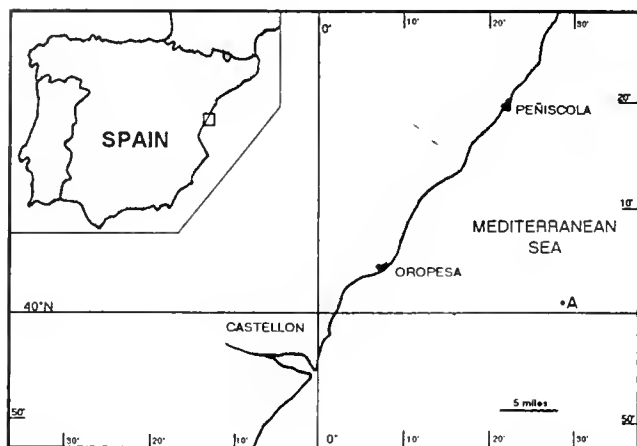 0°
10'
20'
30'
20'
PEÑISCOLA
SPAIN
10'
MEDITERRANEAN
SEA
OROPESA
A
40°N
CASTELLON
5 miles
50'
50'
30'
20'
10'
0°
10'
20'
30'